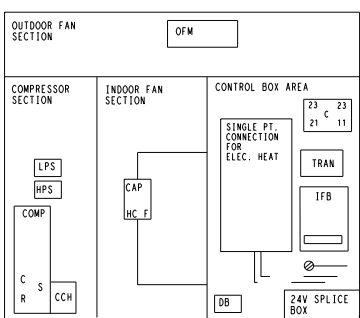 OUTDOOR FAN
SECTION
OFM
COMPRESSOR
SECTION
LPS
HPS
COMP
C
S
R
CCH
INDOOR FAN
SECTION
CAP
HC F
CONTROL BOX AREA
23 23
C
21 11
SINGLE PT.
CONNECTION
FOR
ELEC. HEAT
TRAN
IFB
DB
24V SPLICE
BOX